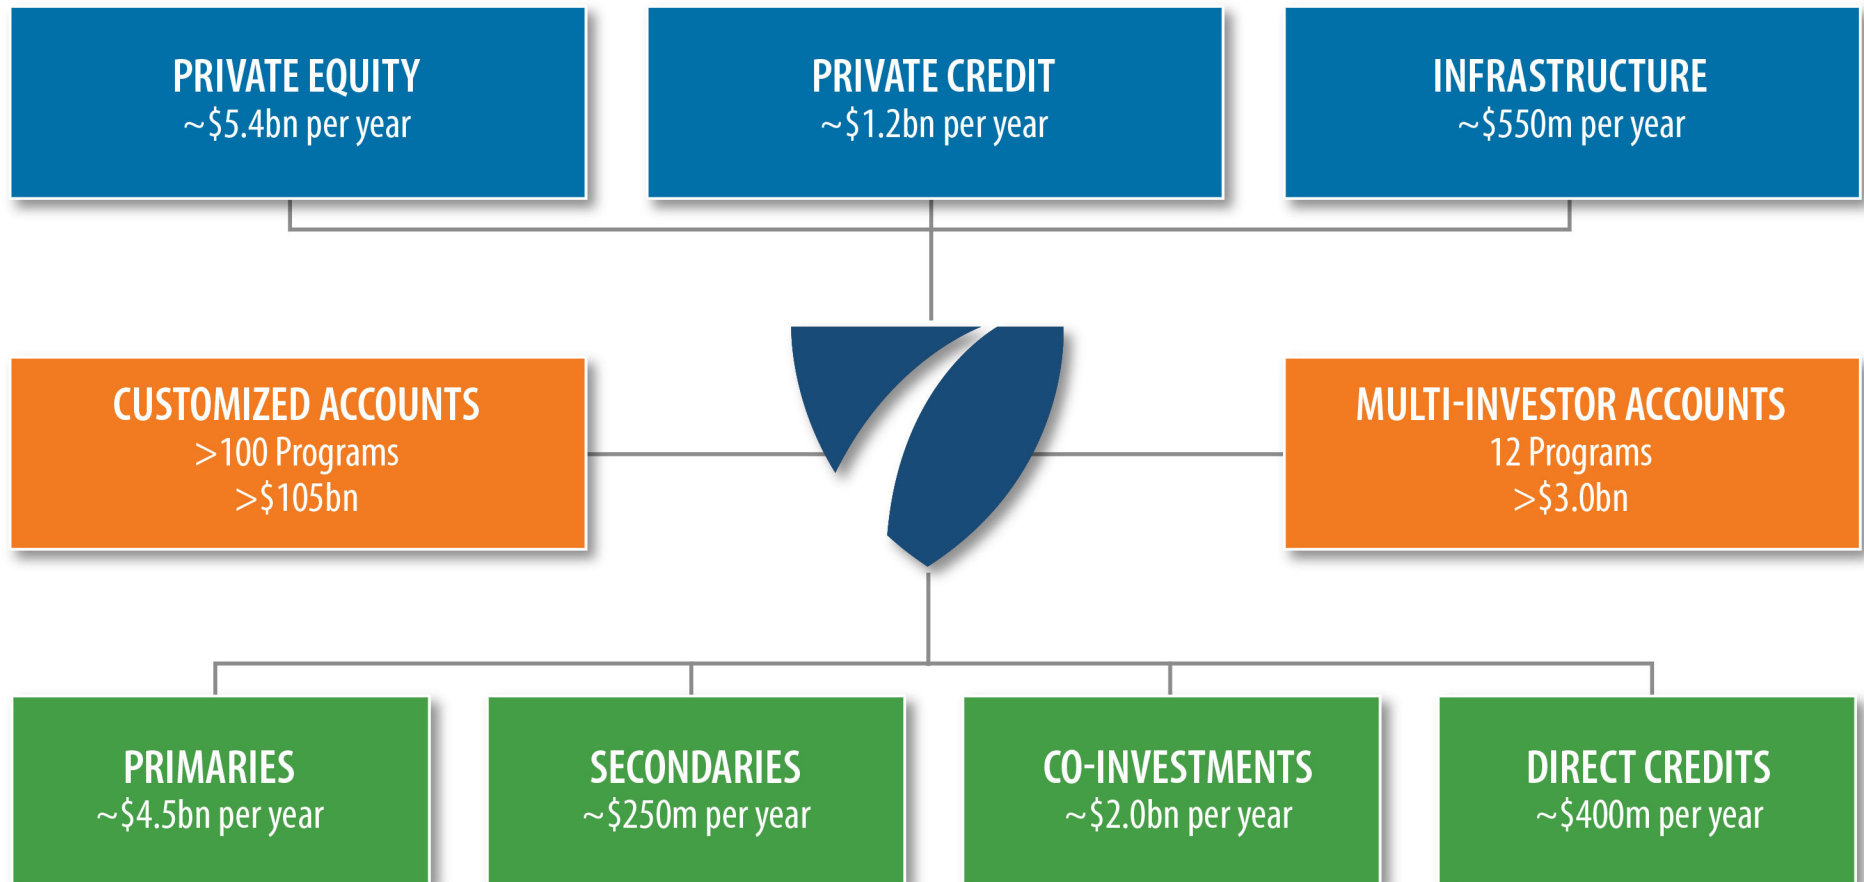 PRIVATE EQUITY
~$5.4bn per year
PRIVATE CREDIT
~$1.2bn per year
INFRASTRUCTURE
~$550m per year
CUSTOMIZED ACCOUNTS
>100 Programs
>$105bn
MULTI-INVESTOR ACCOUNTS
12 Programs
>$3.0bn
PRIMARIES
~$4.5bn per year
SECONDARIES
~$250m per year
CO-INVESTMENTS
~$2.0bn per year
DIRECT CREDITS
~$400m per year